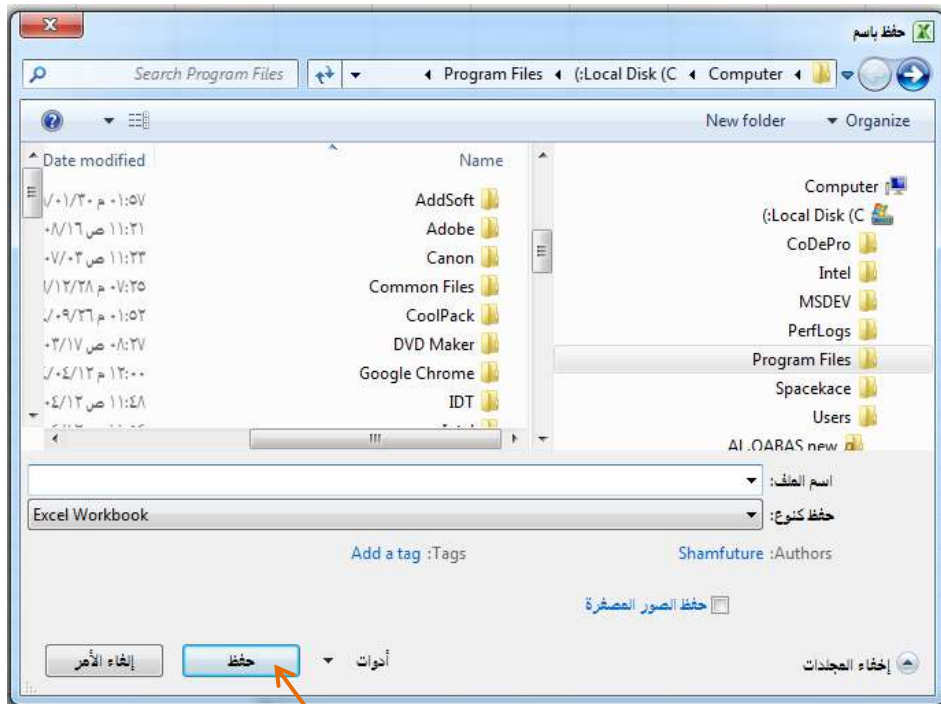 حفظ باسم
Computer
Local Disk (C:)
Program Files
Search Program Files
Organize
New folder
Computer
Local Disk (C:)
CoDePro
Intel
MSDEV
PerfLogs
Program Files
Spacekace
Users
Name
Date modified
AddSoft
Adobe
Canon
Common Files
CoolPack
DVD Maker
Google Chrome
IDT
اسم الملف:
حفظ كنوع:
Excel Workbook
Authors: Shamfuture
Tags: Add a tag
حفظ الصور المصغرة
إخفاء المجلدات
أدوات
حفظ
إلغاء الأمر